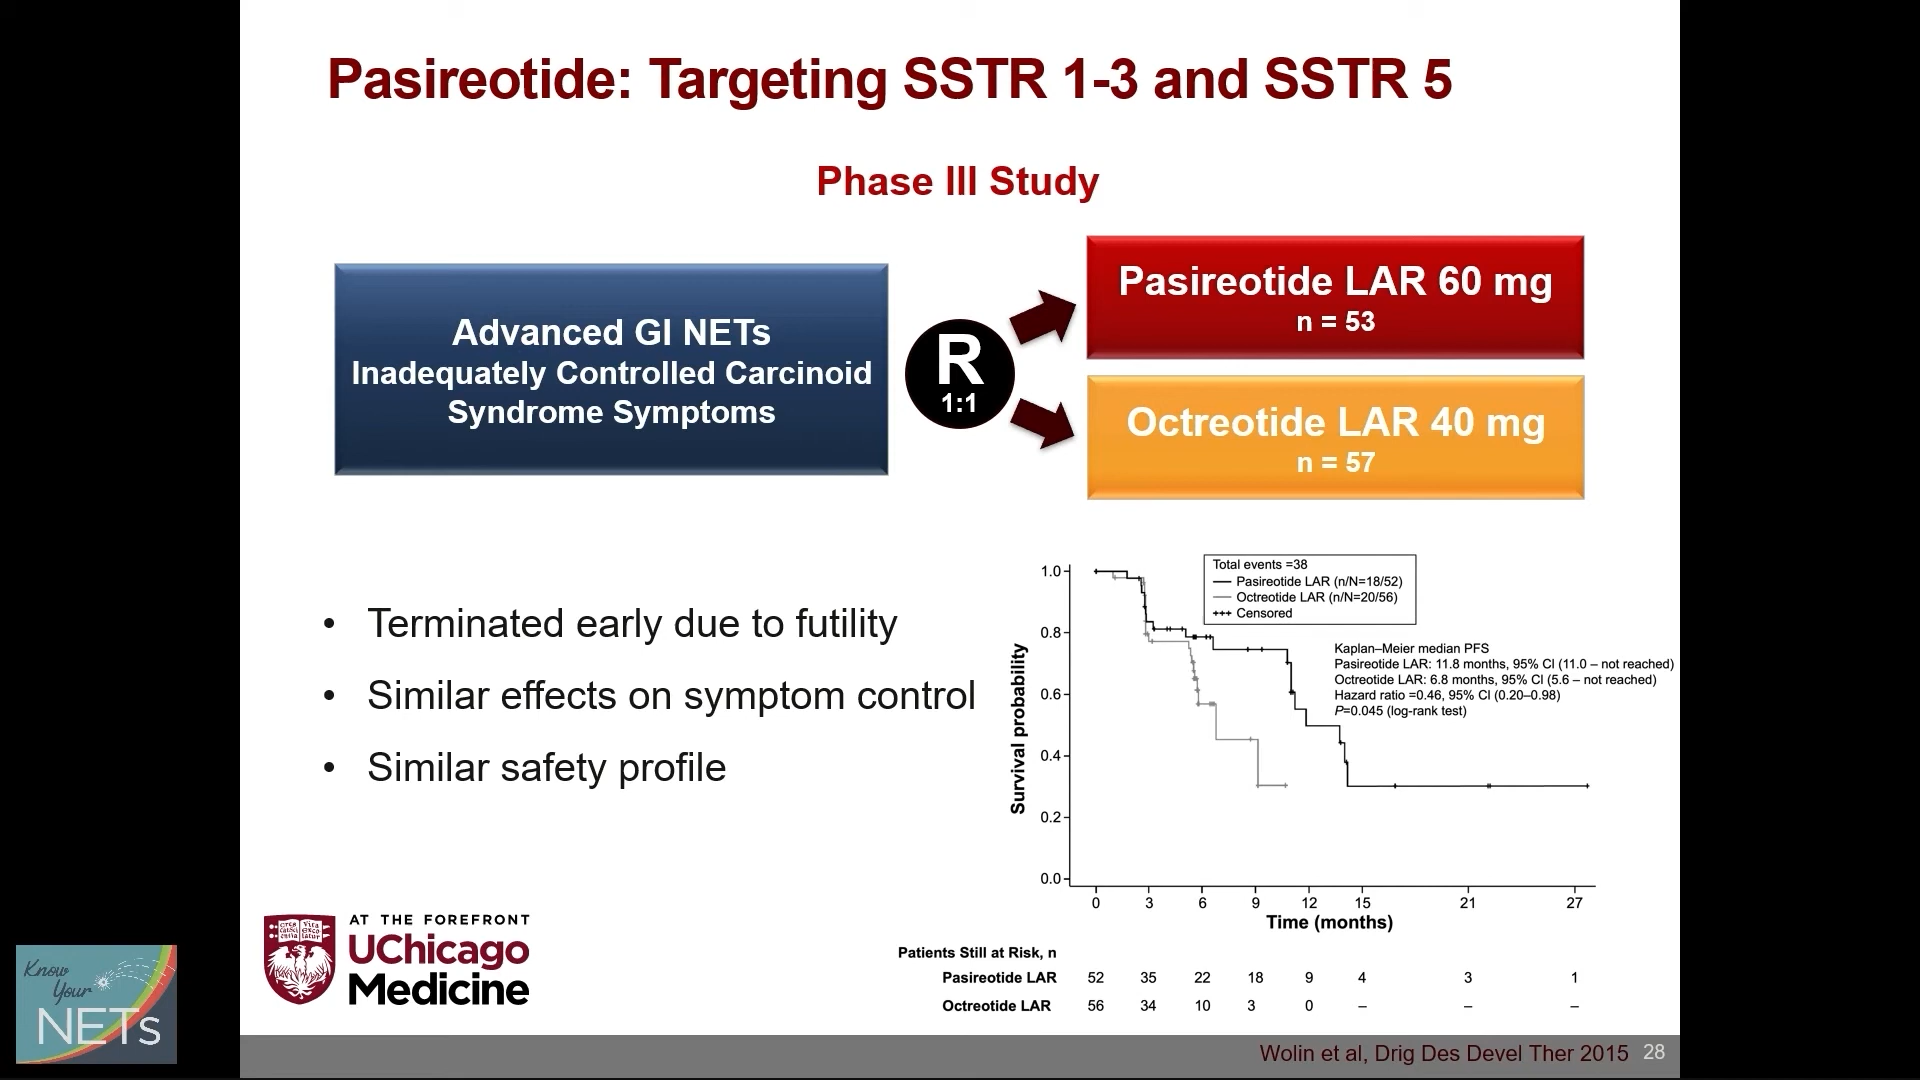 Pasireotide: Targeting SSTR 1-3 and SSTR 5
Phase III Study
Advanced GI NETs
Inadequately Controlled Carcinoid
Syndrome Symptoms
R
1:1
Pasireotide LAR 60 mg
n = 53
Octreotide LAR 40 mg
n = 57
• Terminated early due to futility
• Similar effects on symptom control
• Similar safety profile
Total events =38
Pasireotide LAR (n/N=18/52)
Octreotide LAR (n/N=20/56)
Censored
Kaplan–Meier median PFS
Pasireotide LAR: 11.8 months, 95% CI (11.0 – not reached)
Octreotide LAR: 6.8 months, 95% CI (5.6 – not reached)
Hazard ratio =0.46, 95% CI (0.20–0.98)
P=0.045 (log-rank test)
Survival probability
1.0
0.8
0.6
0.4
0.2
0.0
0 3 6 9 12 15 21 27
Time (months)
Patients Still at Risk, n
Pasireotide LAR 52 35 22 18 9 4 3 1
Octreotide LAR 56 34 10 3 0 – – –
AT THE FOREFRONT
UChicago
Medicine
Know
Your
NETs
Wolin et al, Drig Des Devel Ther 2015 28